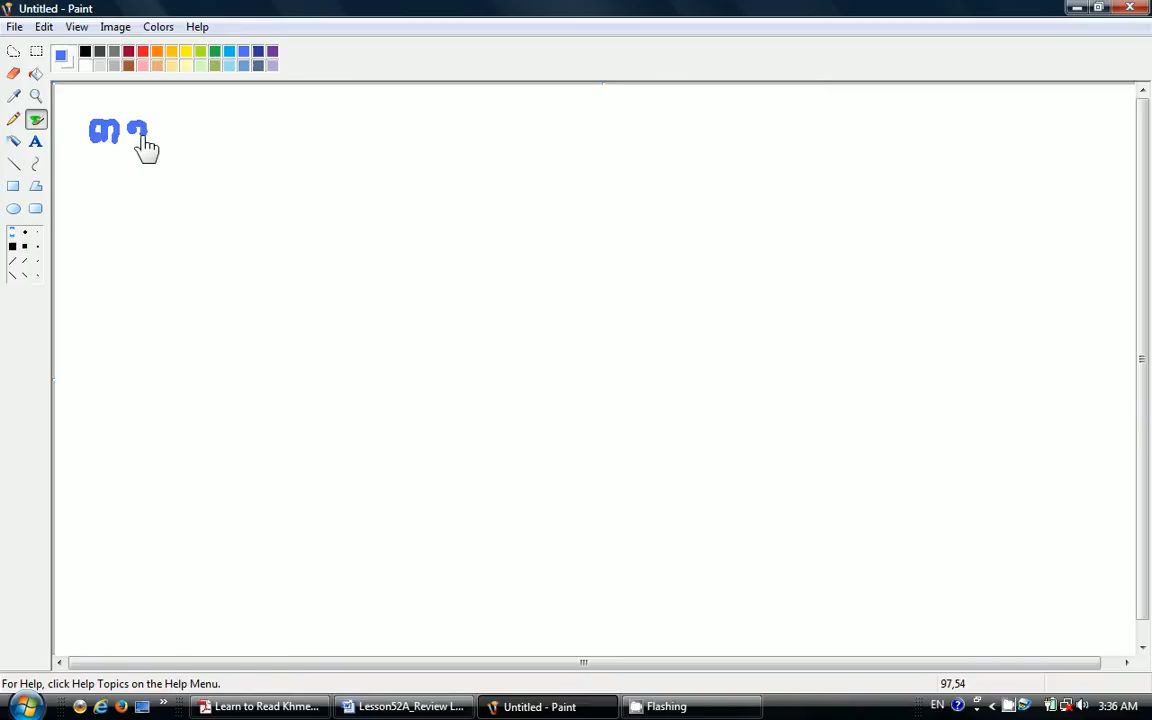 Untitled - Paint
File Edit View Image Colors Help
For Help, click Help Topics on the Help Menu.
97,54
Learn to Read Khme...
Lesson52A_Review L...
Untitled - Paint
Flashing
EN
3:36 AM